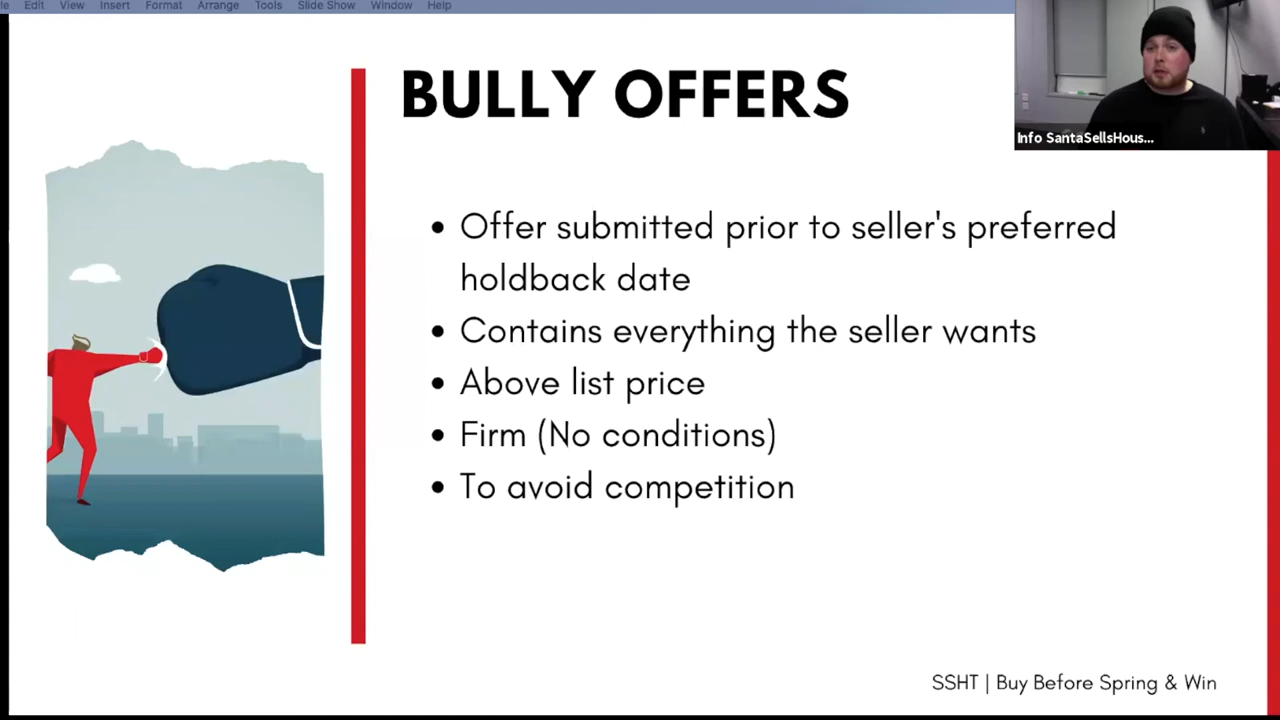 Edit View Insert Format Arrange Tools Slide Show Window Help
BULLY OFFERS
Info SantaSellsHous...
• Offer submitted prior to seller's preferred
holdback date
• Contains everything the seller wants
• Above list price
• Firm (No conditions)
• To avoid competition
SSHT | Buy Before Spring & Win